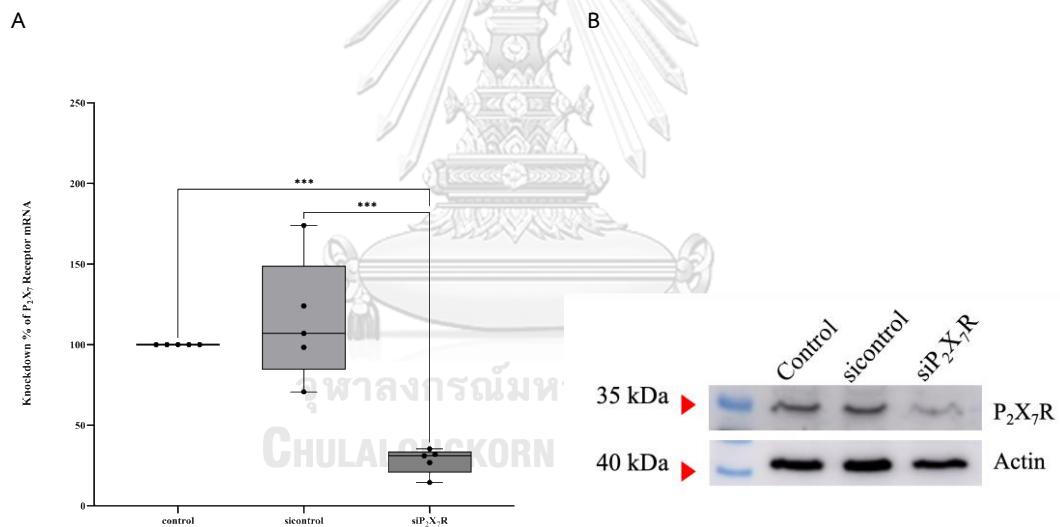 A
B
250
200
150
100
50
0
Knockdown % of P₂X₇ Receptor mRNA
***
***
control
sicontrol
siP₂X₇R
จุฬาลงกรณ์มห
CHULALONGKORN
Control
sicontrol
siP₂X₇R
35 kDa
P₂X₇R
40 kDa
Actin